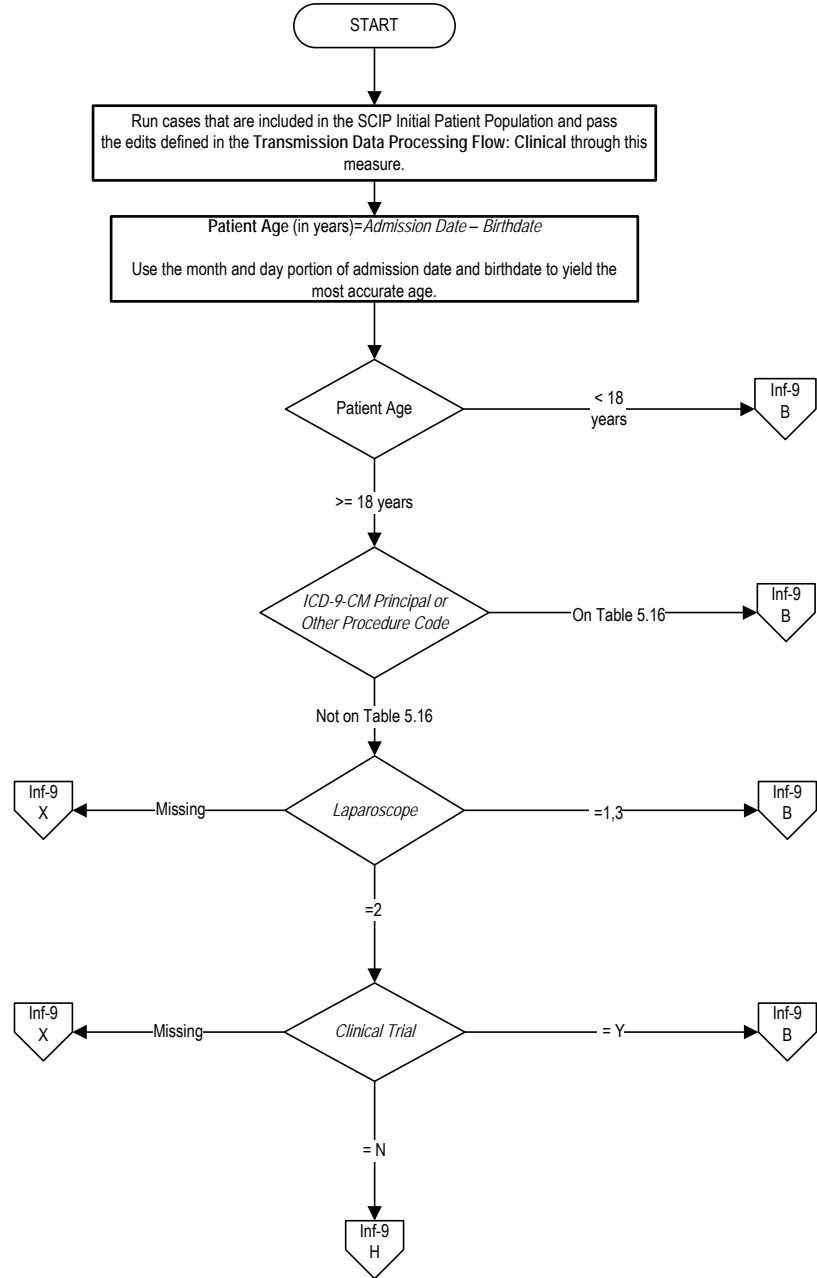 START
Run cases that are included in the SCIP Initial Patient Population and pass
the edits defined in the Transmission Data Processing Flow: Clinical through this
measure.
Patient Age (in years)=Admission Date – Birthdate
Use the month and day portion of admission date and birthdate to yield the
most accurate age.
Patient Age
< 18
years
Inf-9
B
>= 18 years
ICD-9-CM Principal or
Other Procedure Code
On Table 5.16
Inf-9
B
Not on Table 5.16
Inf-9
X
Missing
Laparoscope
=1,3
Inf-9
B
=2
Inf-9
X
Missing
Clinical Trial
= Y
Inf-9
B
= N
Inf-9
H